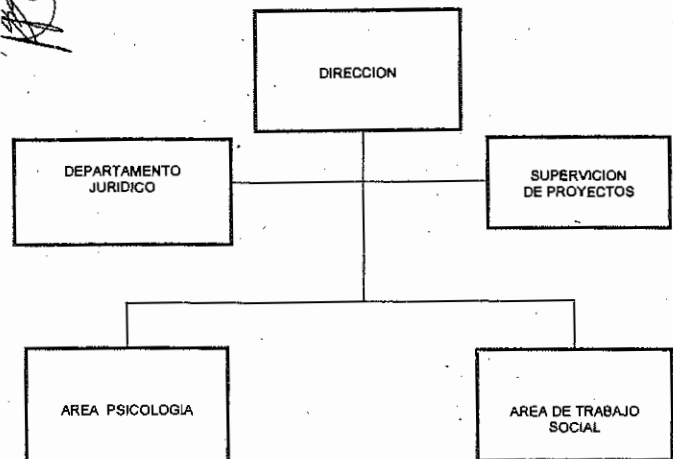 DIRECCION
DEPARTAMENTO
JURIDICO
SUPERVICION
DE PROYECTOS
AREA PSICOLOGIA
AREA DE TRABAJO
SOCIAL